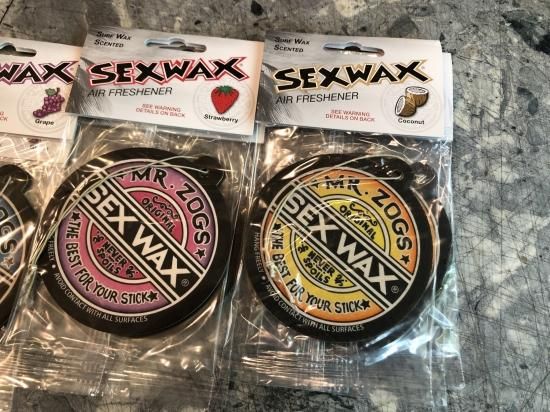 SEXWAX
Grape
SURF WAX
SCENTED
SEXWAX
AIR FRESHENER
SEE WARNING
DETAILS ON BACK
Strawberry
MR. ZOGS
ORIGINAL
SEX WAX
®
NEVER
SPOILS
THE BEST FOR YOUR STICK
FREELY
AVOID CONTACT WITH ALL SURFACES
SURF WAX
SCENTED
SEXWAX
AIR FRESHENER
SEE WARNING
DETAILS ON BACK
Coconut
MR. ZOGS
ORIGINAL
SEX WAX
®
NEVER
SPOILS
THE BEST FOR YOUR STICK
HANG FREELY
AVOID CONTACT WITH ALL SURFACES